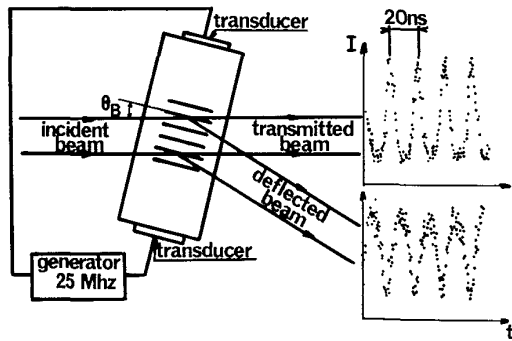 transducer
20ns
I
θB
incident
beam
transmitted
beam
deflected
beam
transducer
generator
25 Mhz
t